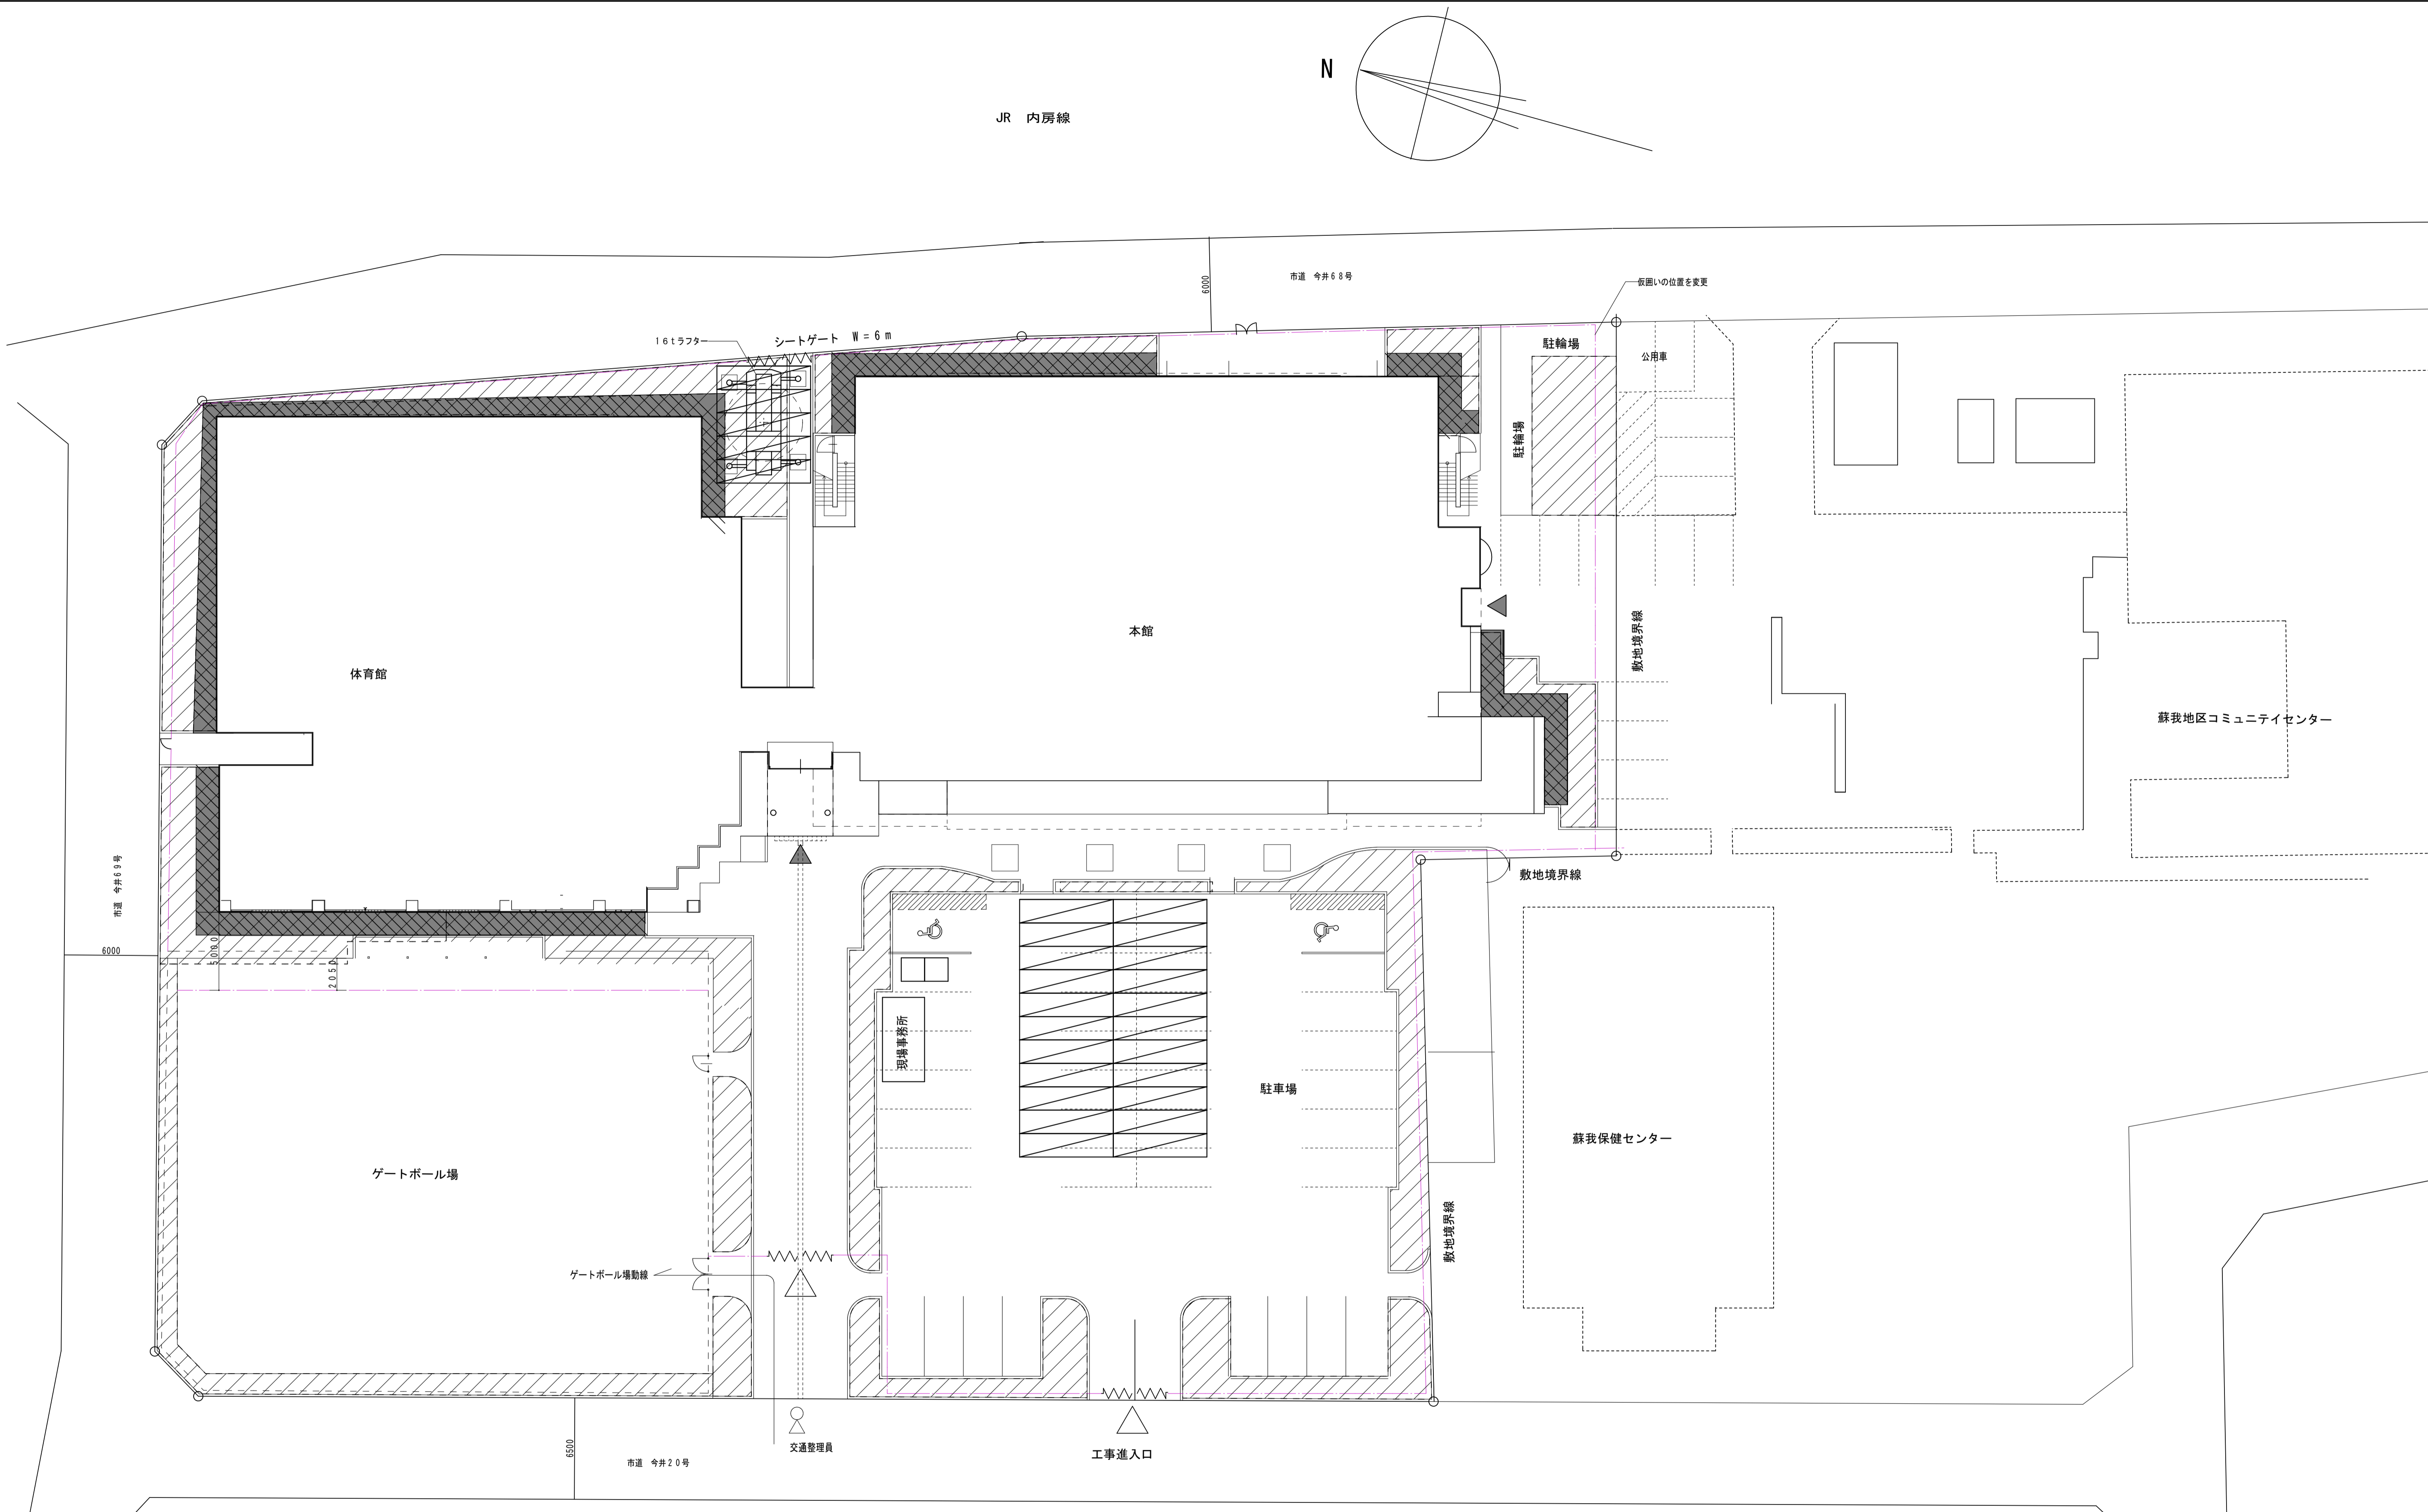 N
JR 内房線
6000
市道 今井68号
仮囲いの位置を変更
16tラフター
シートゲート W=6m
駐輪場
公用車
駐輪場
本館
敷地境界線
体育館
蘇我地区コミュニテイセンター
市道 今井69号
敷地境界線
6000
5000
2050
現場事務所
駐車場
蘇我保健センター
ゲートボール場
敷地境界線
ゲートボール場動線
交通整理員
工事進入口
6500
市道 今井20号